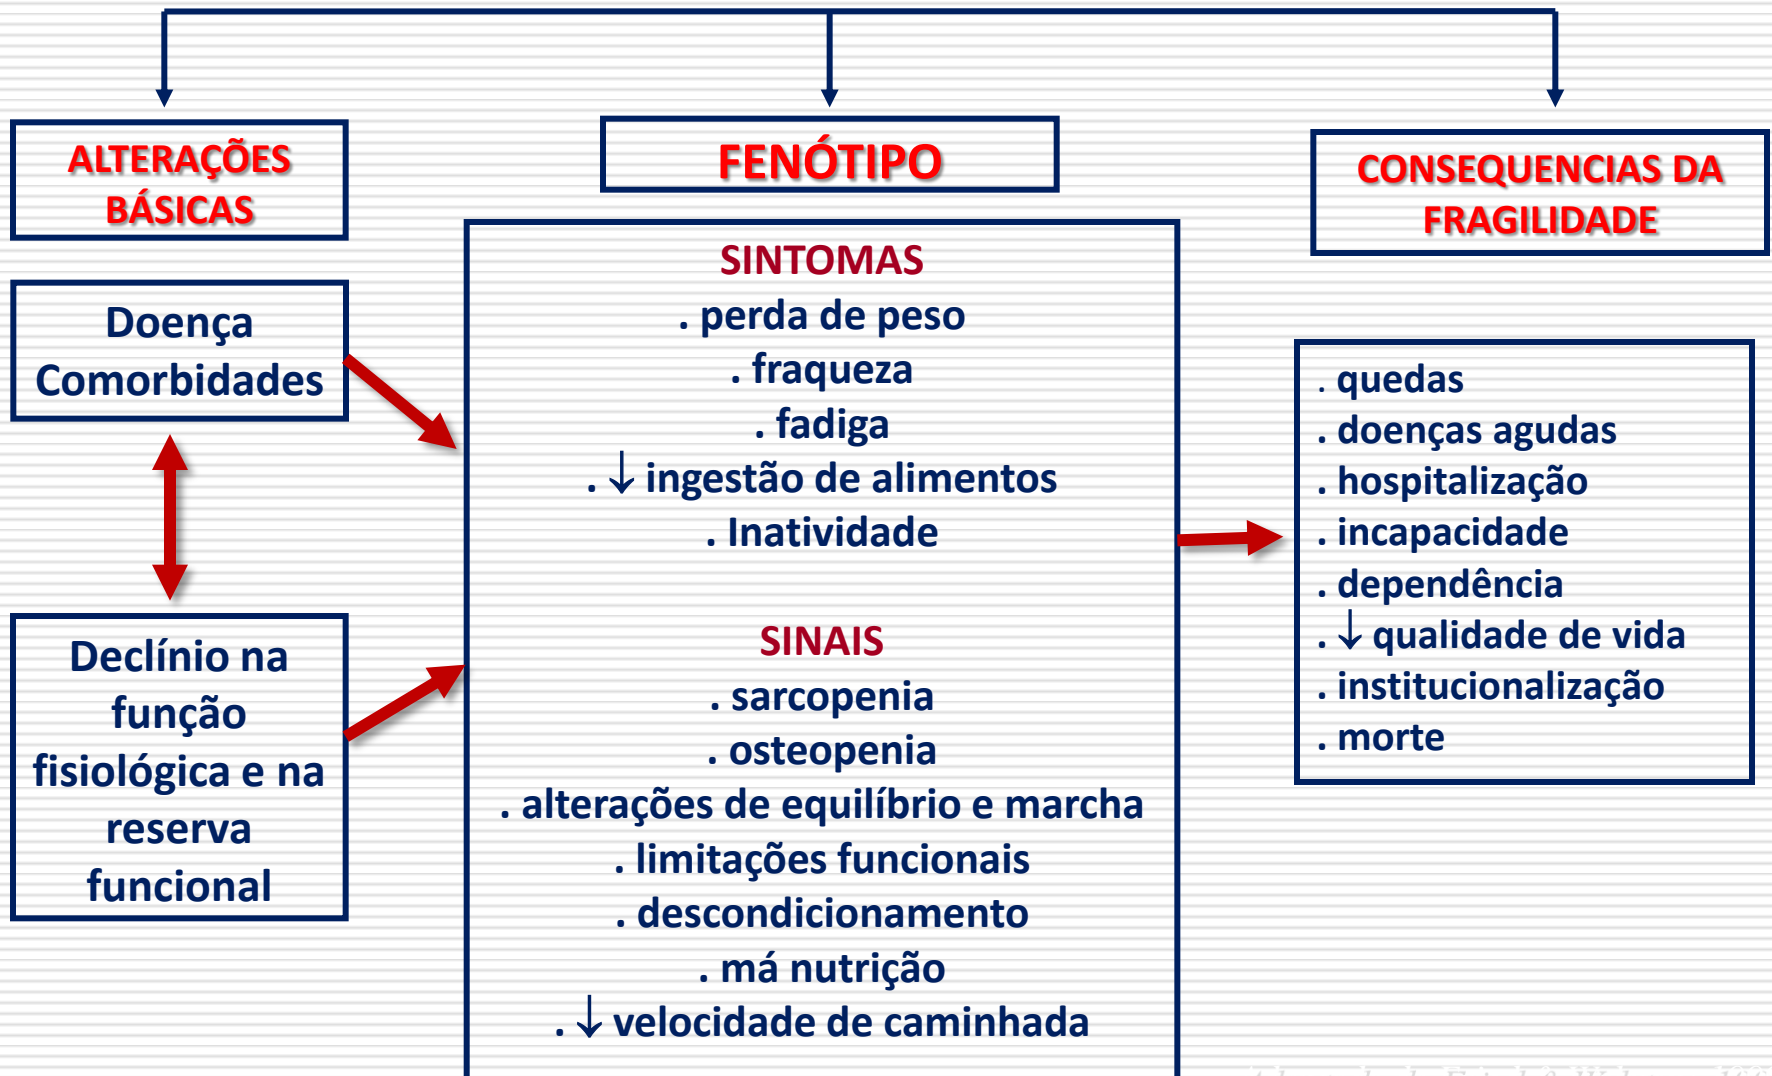 ALTERAÇÕES
BÁSICAS
FENÓTIPO
CONSEQUENCIAS DA
FRAGILIDADE
Doença
Comorbidades
Declínio na
função
fisiológica e na
reserva
funcional
SINTOMAS
. perda de peso
. fraqueza
. fadiga
. ↓ ingestão de alimentos
. Inatividade
SINAIS
. sarcopenia
. osteopenia
. alterações de equilíbrio e marcha
. limitações funcionais
. descondicionamento
. má nutrição
. ↓ velocidade de caminhada
. quedas
. doenças agudas
. hospitalização
. incapacidade
. dependência
. ↓ qualidade de vida
. institucionalização
. morte